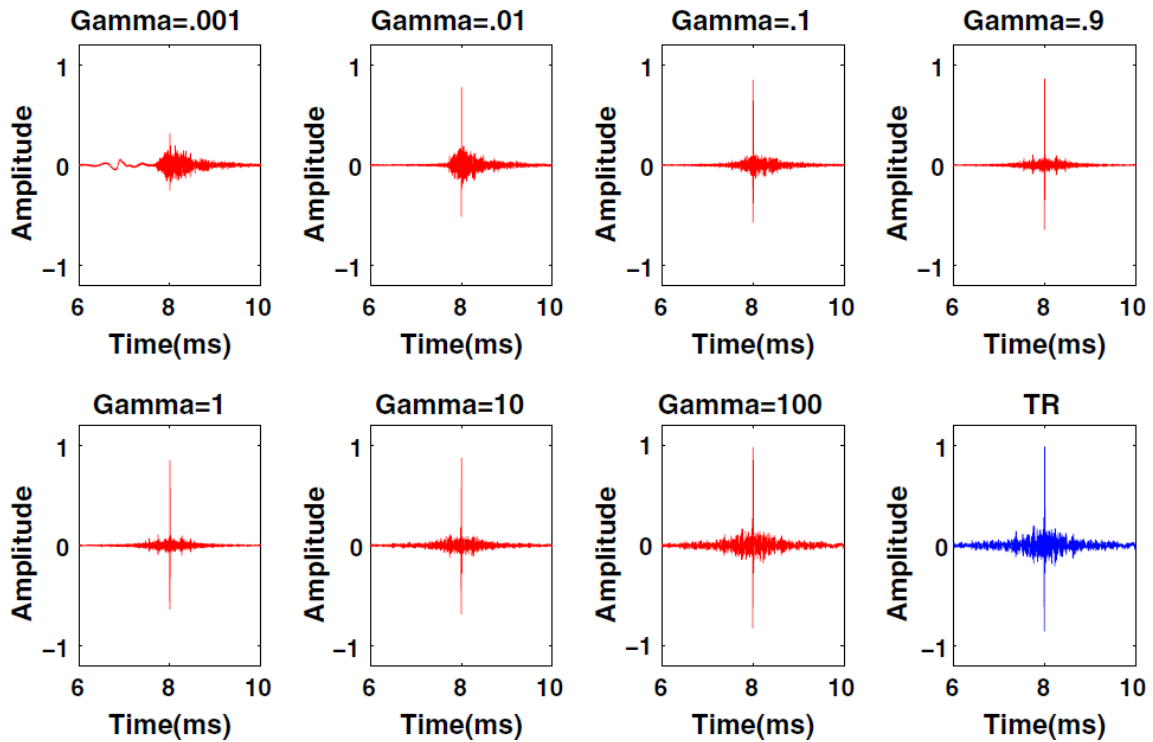 Gamma=.001 Gamma=.01 Gamma=.1 Gamma=.9
1 1 1 1
Amplitude Amplitude Amplitude Amplitude
0 0 0 0
−1 −1 −1 −1
6 8 10 6 8 10 6 8 10 6 8 10
Time(ms) Time(ms) Time(ms) Time(ms)
Gamma=1 Gamma=10 Gamma=100 TR
1 1 1 1
Amplitude Amplitude Amplitude Amplitude
0 0 0 0
−1 −1 −1 −1
6 8 10 6 8 10 6 8 10 6 8 10
Time(ms) Time(ms) Time(ms) Time(ms)